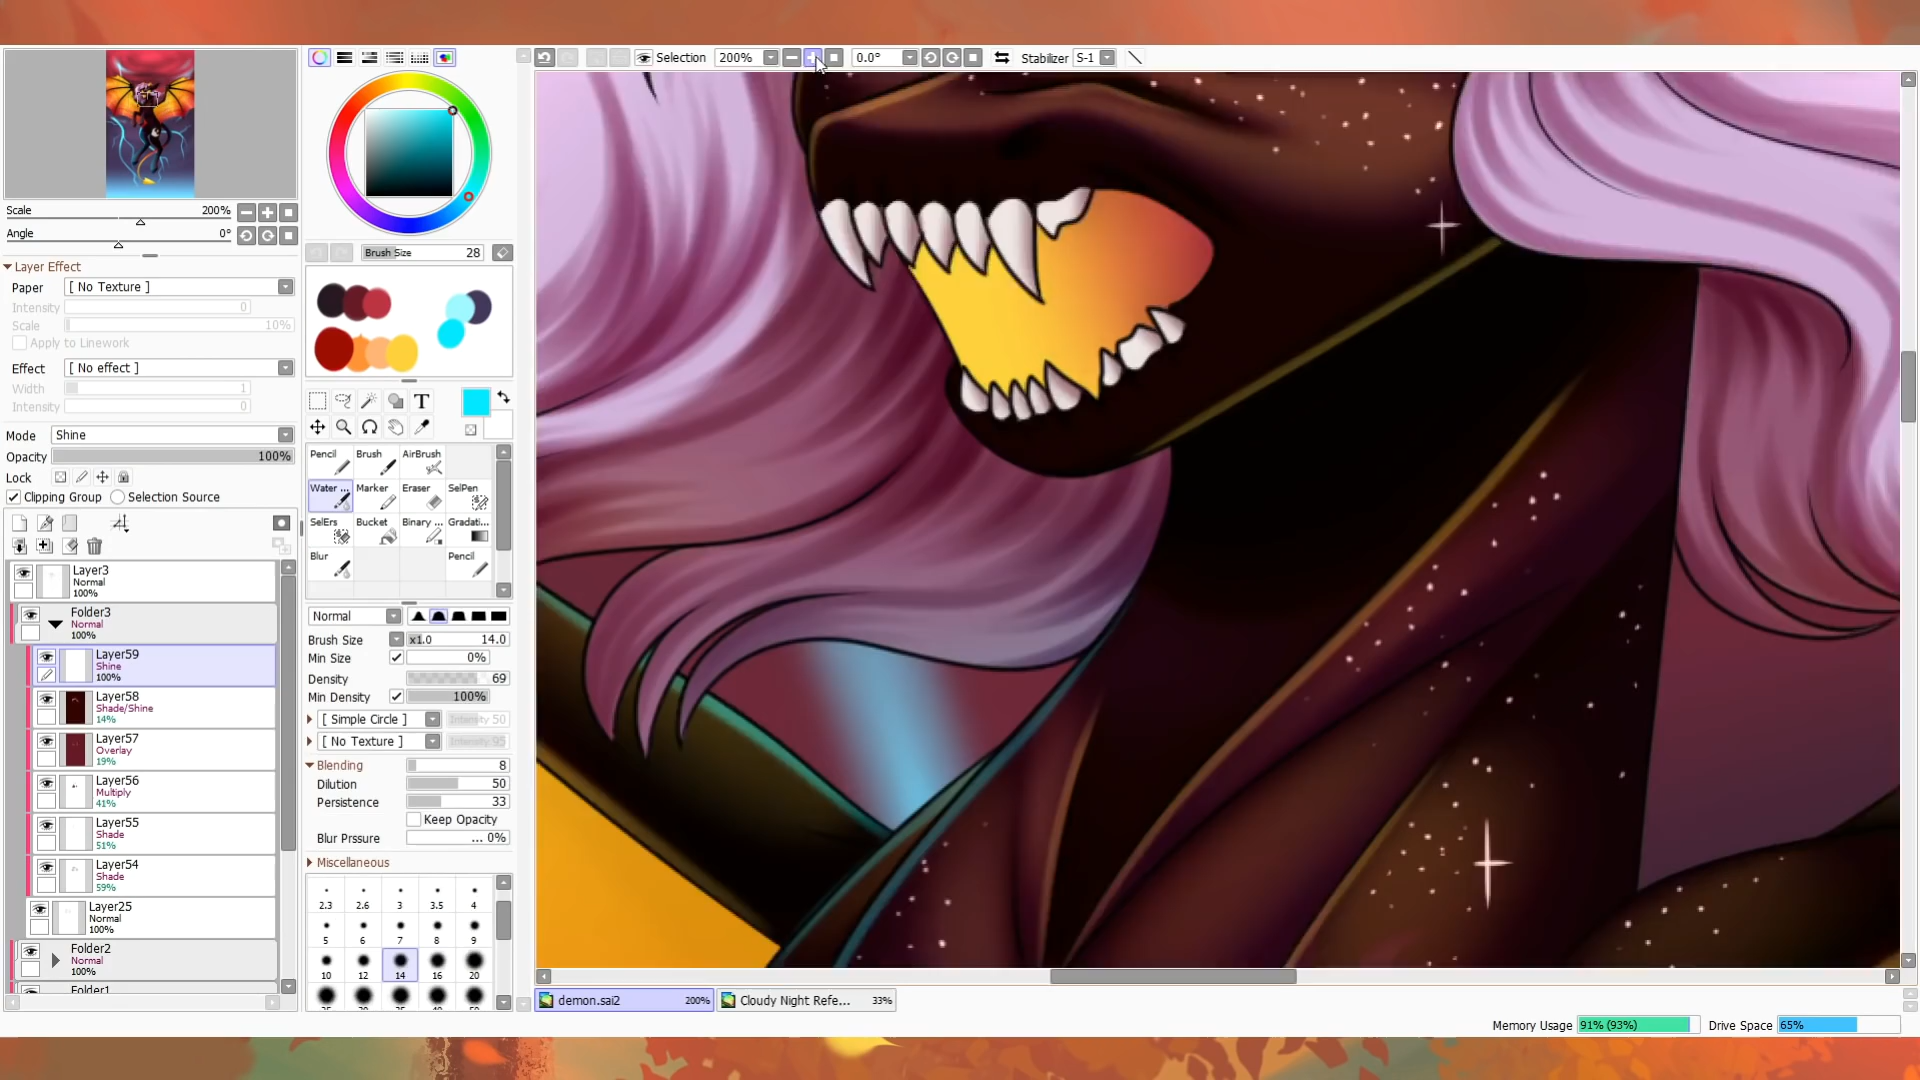 Selection 200% 0.0° Stabilizer S-1
Scale 200%
Angle 0°
Layer Effect
Paper [ No Texture ]
Intensity 0
Scale 10%
Apply to Linework
Effect [ No effect ]
Width 1
Intensity 0
Mode Shine
Opacity 100%
Lock
Clipping Group Selection Source
Layer3
Normal
100%
Folder3
Normal
100%
Layer59
Shine
100%
Layer58
Shade/Shine
14%
Layer57
Overlay
19%
Layer56
Multiply
41%
Layer55
Shade
51%
Layer54
Shade
59%
Layer25
Normal
100%
Folder2
Normal
100%
Folder1
Brush Size 28
T
Pencil Brush AirBrush
Water ... Marker Eraser SelPen
SelErs Bucket Binary ... Gradati...
Blur Pencil
Normal
Brush Size x1.0 14.0
Min Size 0%
Density 69
Min Density 100%
[ Simple Circle ] Intensity 50
[ No Texture ] Intensity 95
Blending 8
Dilution 50
Persistence 33
Keep Opacity
Blur Prssure ... 0%
Miscellaneous
2.3 2.6 3 3.5 4
5 6 7 8 9
10 12 14 16 20
demon.sai2 200% Cloudy Night Refe... 33%
Memory Usage 91% (93%) Drive Space 65%